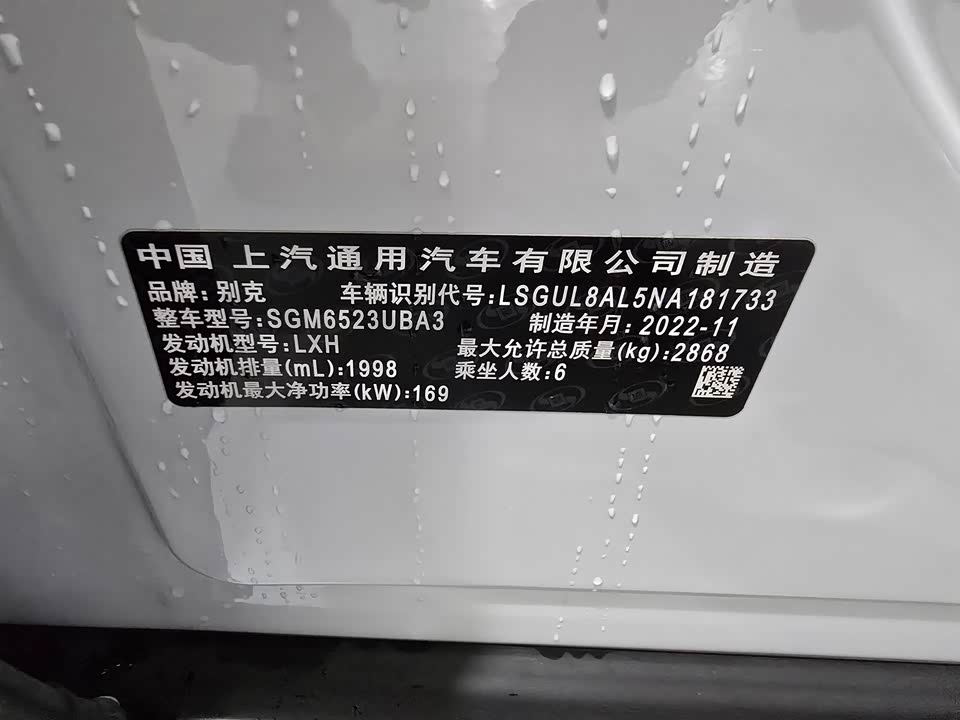 中国 上汽通用汽车有限公司制造
品牌:别克 车辆识别代号:LSGUL8AL5NA181733
整车型号:SGM6523UBA3 制造年月:2022-11
发动机型号:LXH 最大允许总质量(kg):2868
发动机排量(mL):1998 乘坐人数:6
发动机最大净功率(kW):169